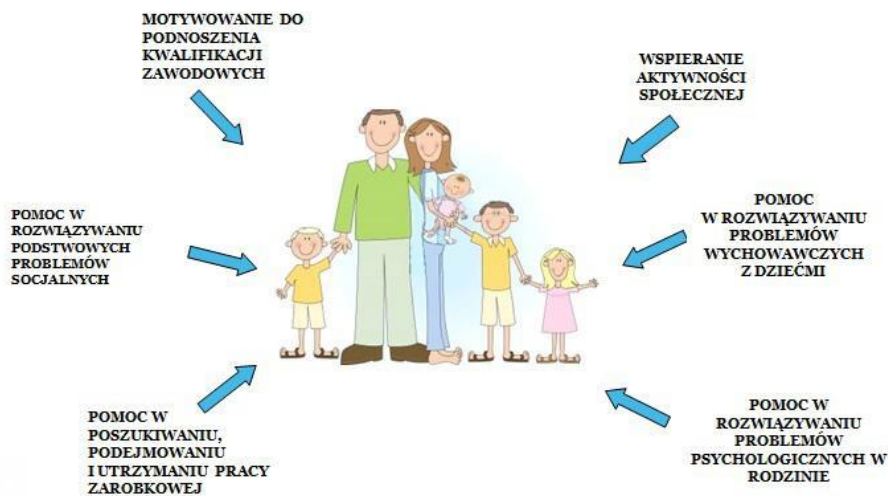 MOTYWOWANIE DO
PODNOSZENIA
KWALIFIKACJI
ZAWODOWYCH
WSPIERANIE
AKTYWNOŚCI
SPOŁECZNEJ
POMOC W
ROZWIĄZYWANIU
PODSTWOWYCH
PROBLEMÓW
SOCJALNYCH
POMOC
W ROZWIĄZYWANIU
PROBLEMÓW
WYCHOWAWCZYCH
Z DZIEĆMI
POMOC W
POSZUKIWANIU,
PODEJMOWANIU
I UTRZYMANIU PRACY
ZAROBKOWEJ
POMOC W
ROZWIĄZYWANIU
PROBLEMÓW
PSYCHOLOGICZNYCH W
RODZINIE